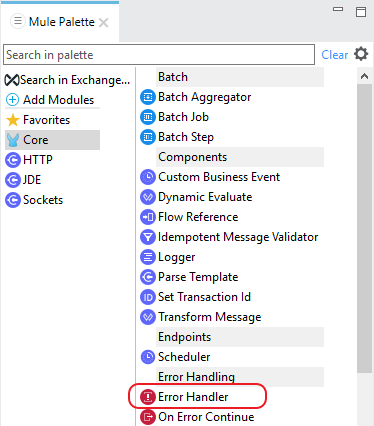 Mule Palette
Search in palette
Clear
Search in Exchange...
Add Modules
Favorites
Core
HTTP
JDE
Sockets
Batch
Batch Aggregator
Batch Job
Batch Step
Components
Custom Business Event
Dynamic Evaluate
Flow Reference
Idempotent Message Validator
Logger
Parse Template
Set Transaction Id
Transform Message
Endpoints
Scheduler
Error Handling
Error Handler
On Error Continue